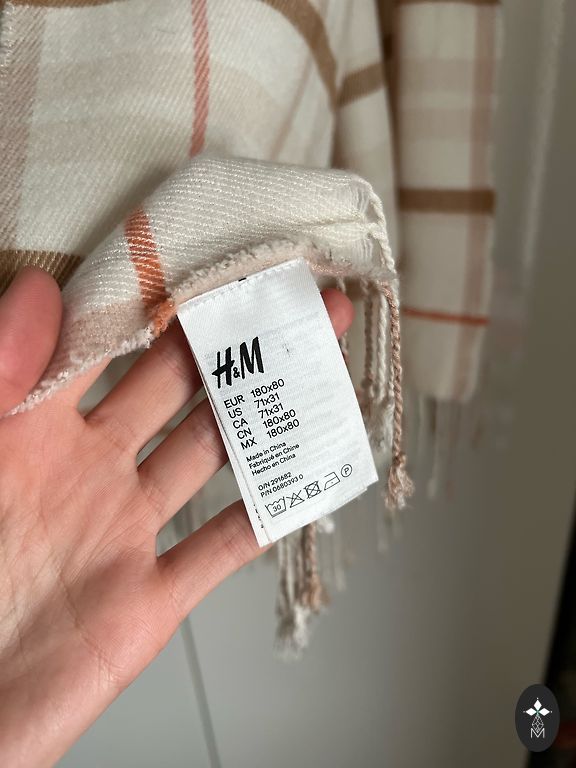 H&M
EUR 180x80
US 71x31
CA 71x31
CN 180x80
MX 180x80
Made in China
Fabriqué en Chine
Hecho en China
O/N 291682
P/N 0680393 0
30 P
M